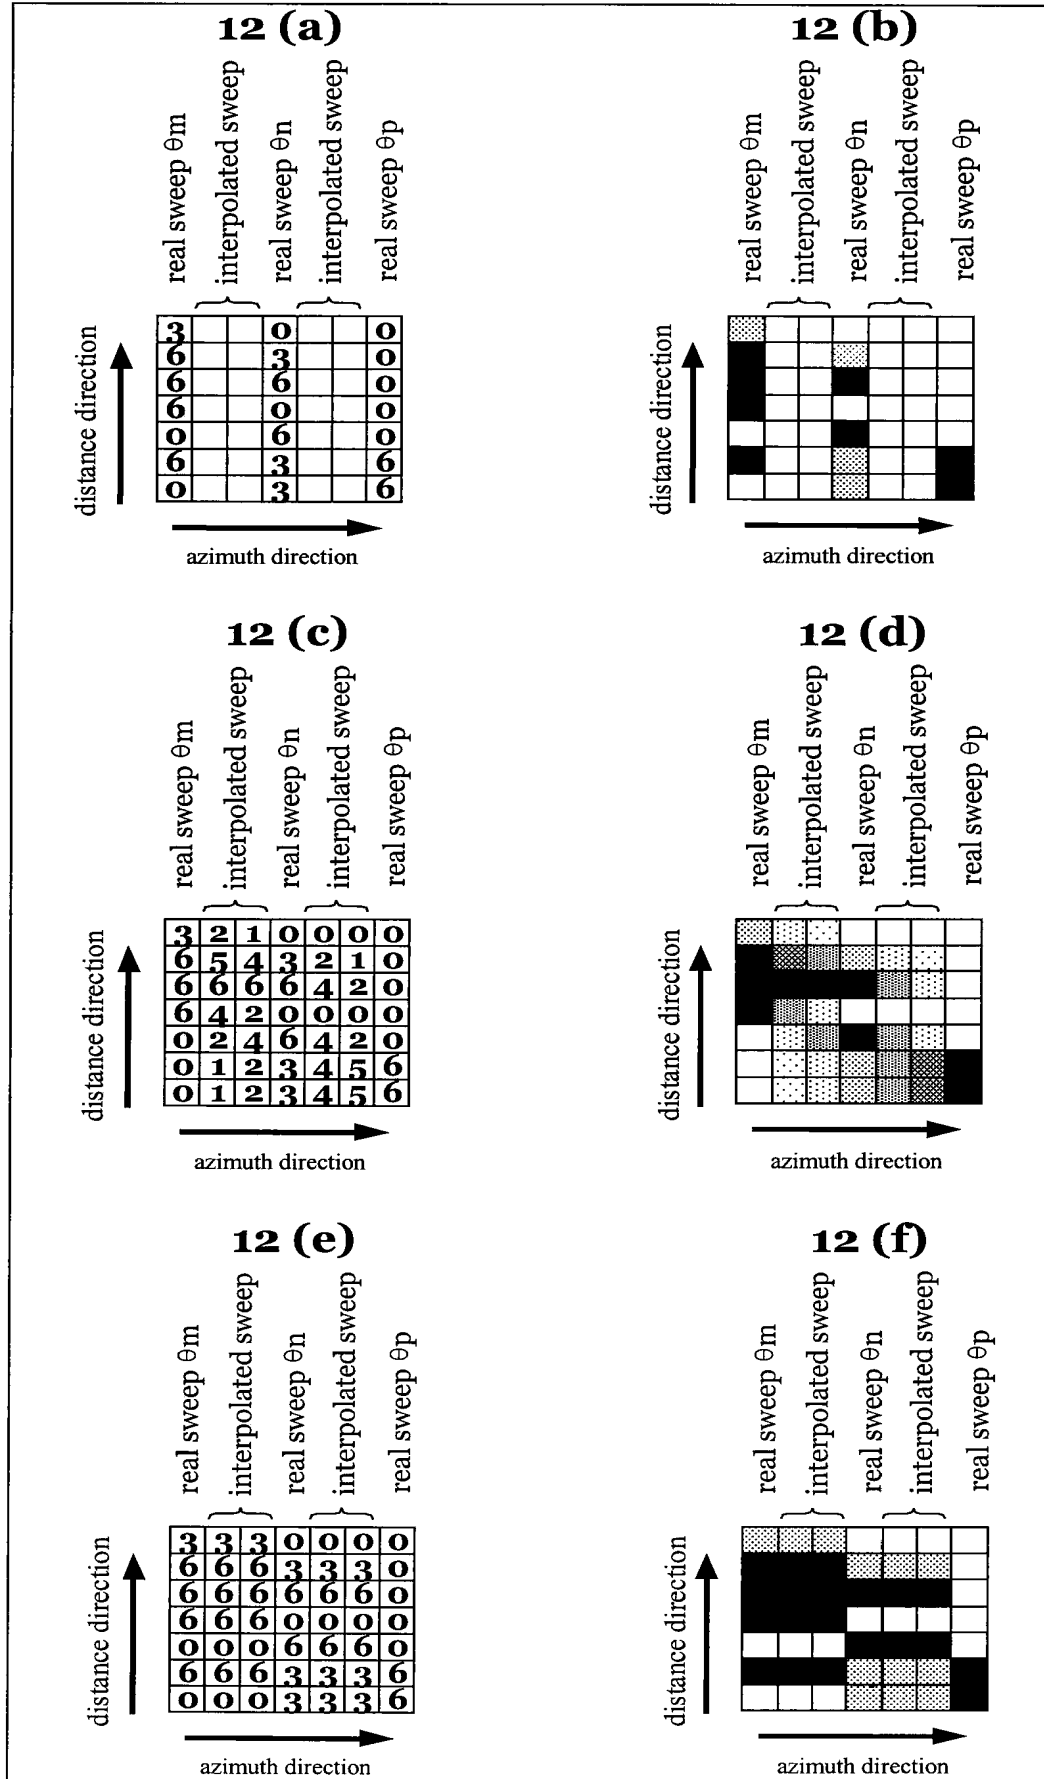 12 (a)
real sweep θm
interpolated sweep
real sweep θn
interpolated sweep
real sweep θp
distance direction
3 0 0
6 3 0
6 6 0
6 0 0
0 6 0
6 3 6
0 3 6
azimuth direction
12 (b)
real sweep θm
interpolated sweep
real sweep θn
interpolated sweep
real sweep θp
distance direction
azimuth direction
12 (c)
real sweep θm
interpolated sweep
real sweep θn
interpolated sweep
real sweep θp
distance direction
3 2 1 0 0 0 0
6 5 4 3 2 1 0
6 6 6 6 4 2 0
6 4 2 0 0 0 0
0 2 4 6 4 2 0
0 1 2 3 4 5 6
0 1 2 3 4 5 6
azimuth direction
12 (d)
real sweep θm
interpolated sweep
real sweep θn
interpolated sweep
real sweep θp
distance direction
azimuth direction
12 (e)
real sweep θm
interpolated sweep
real sweep θn
interpolated sweep
real sweep θp
distance direction
3 3 3 0 0 0 0
6 6 6 3 3 3 0
6 6 6 6 6 6 0
6 6 6 0 0 0 0
0 0 0 6 6 6 0
6 6 6 3 3 3 6
0 0 0 3 3 3 6
azimuth direction
12 (f)
real sweep θm
interpolated sweep
real sweep θn
interpolated sweep
real sweep θp
distance direction
azimuth direction